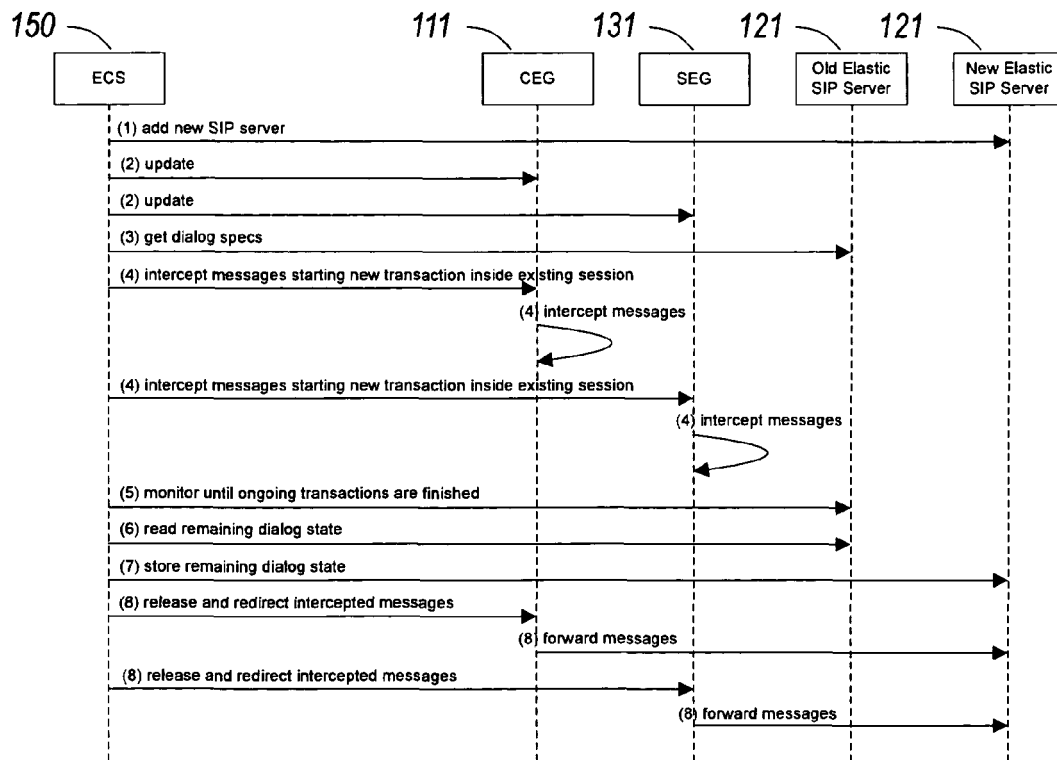 150
111
131
121
121
ECS
CEG
SEG
Old Elastic
SIP Server
New Elastic
SIP Server
(1) add new SIP server
(2) update
(2) update
(3) get dialog specs
(4) intercept messages starting new transaction inside existing session
(4) intercept messages
(4) intercept messages starting new transaction inside existing session
(4) intercept messages
(5) monitor until ongoing transactions are finished
(6) read remaining dialog state
(7) store remaining dialog state
(8) release and redirect intercepted messages
(8) forward messages
(8) release and redirect intercepted messages
(8) forward messages